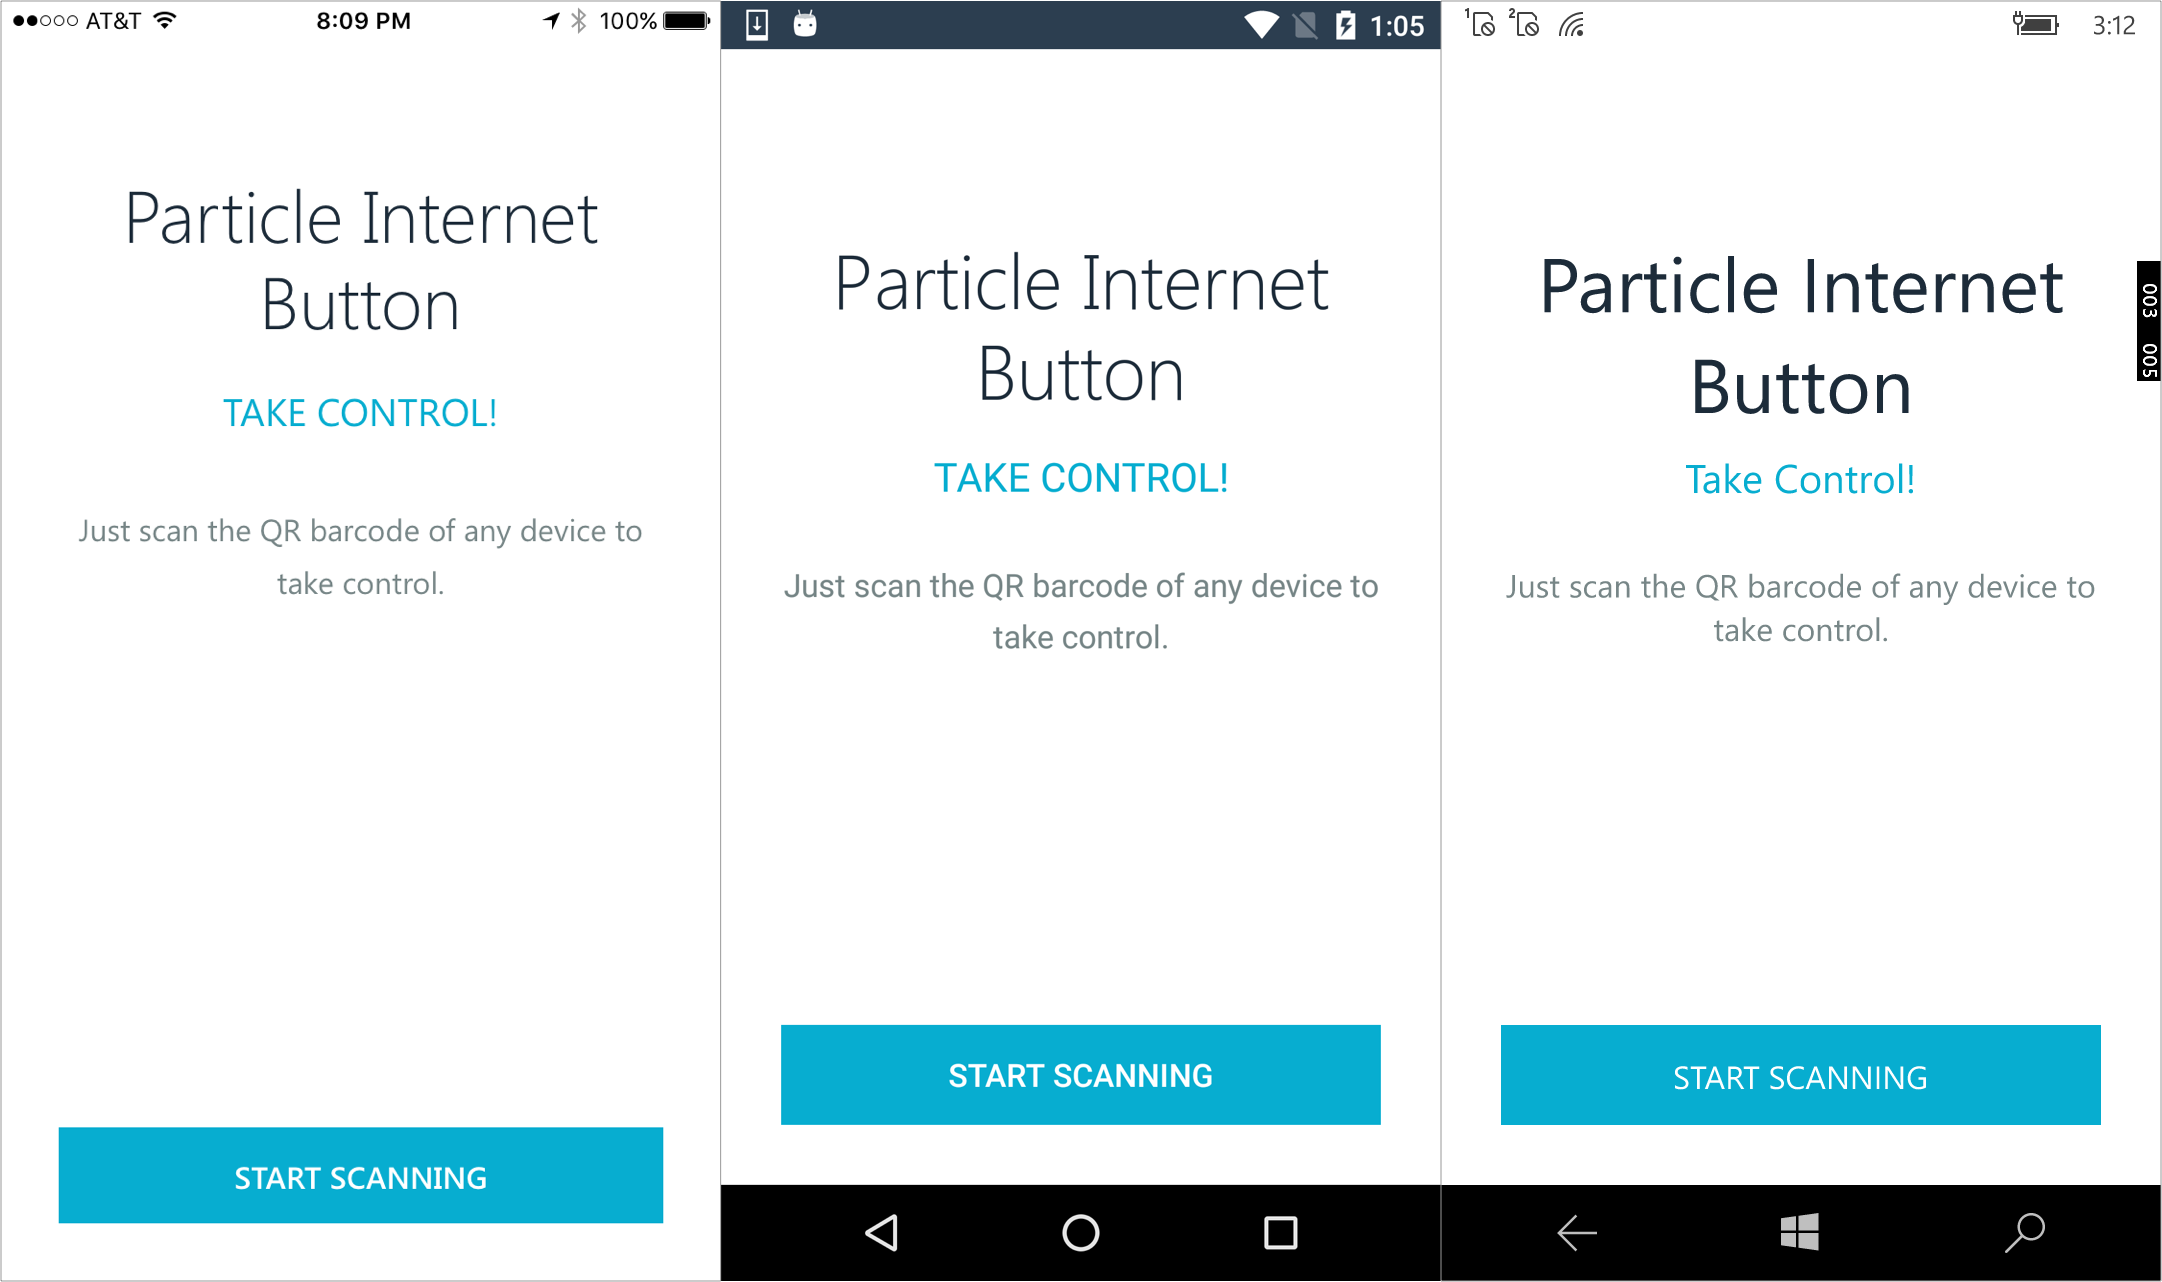 AT&T 8:09 PM 100%
Particle Internet
Button
TAKE CONTROL!
Just scan the QR barcode of any device to
take control.
START SCANNING
1:05
Particle Internet
Button
TAKE CONTROL!
Just scan the QR barcode of any device to
take control.
START SCANNING
1 2 3:12
Particle Internet
Button
Take Control!
Just scan the QR barcode of any device to
take control.
START SCANNING
003 005